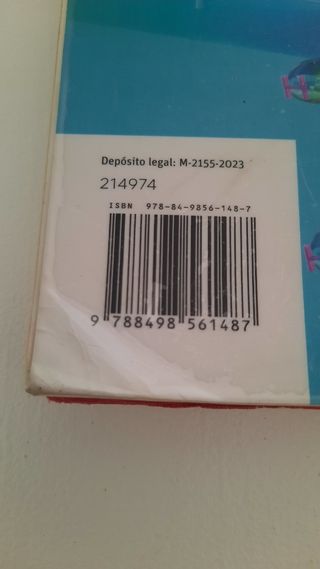 Depósito legal: M-2155-2023
214974
ISBN 978-84-9856-148-7
9 788498 561487